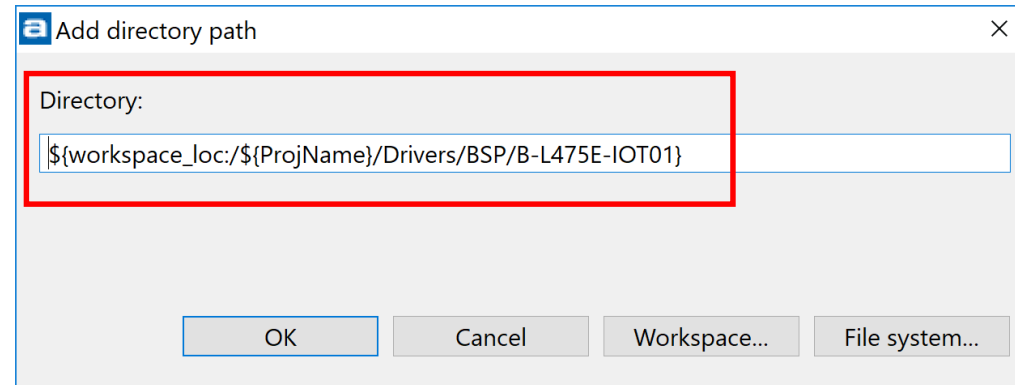 Add directory path
Directory:
${workspace_loc:/${ProjName}/Drivers/BSP/B-L475E-IOT01}
OK Cancel Workspace... File system...